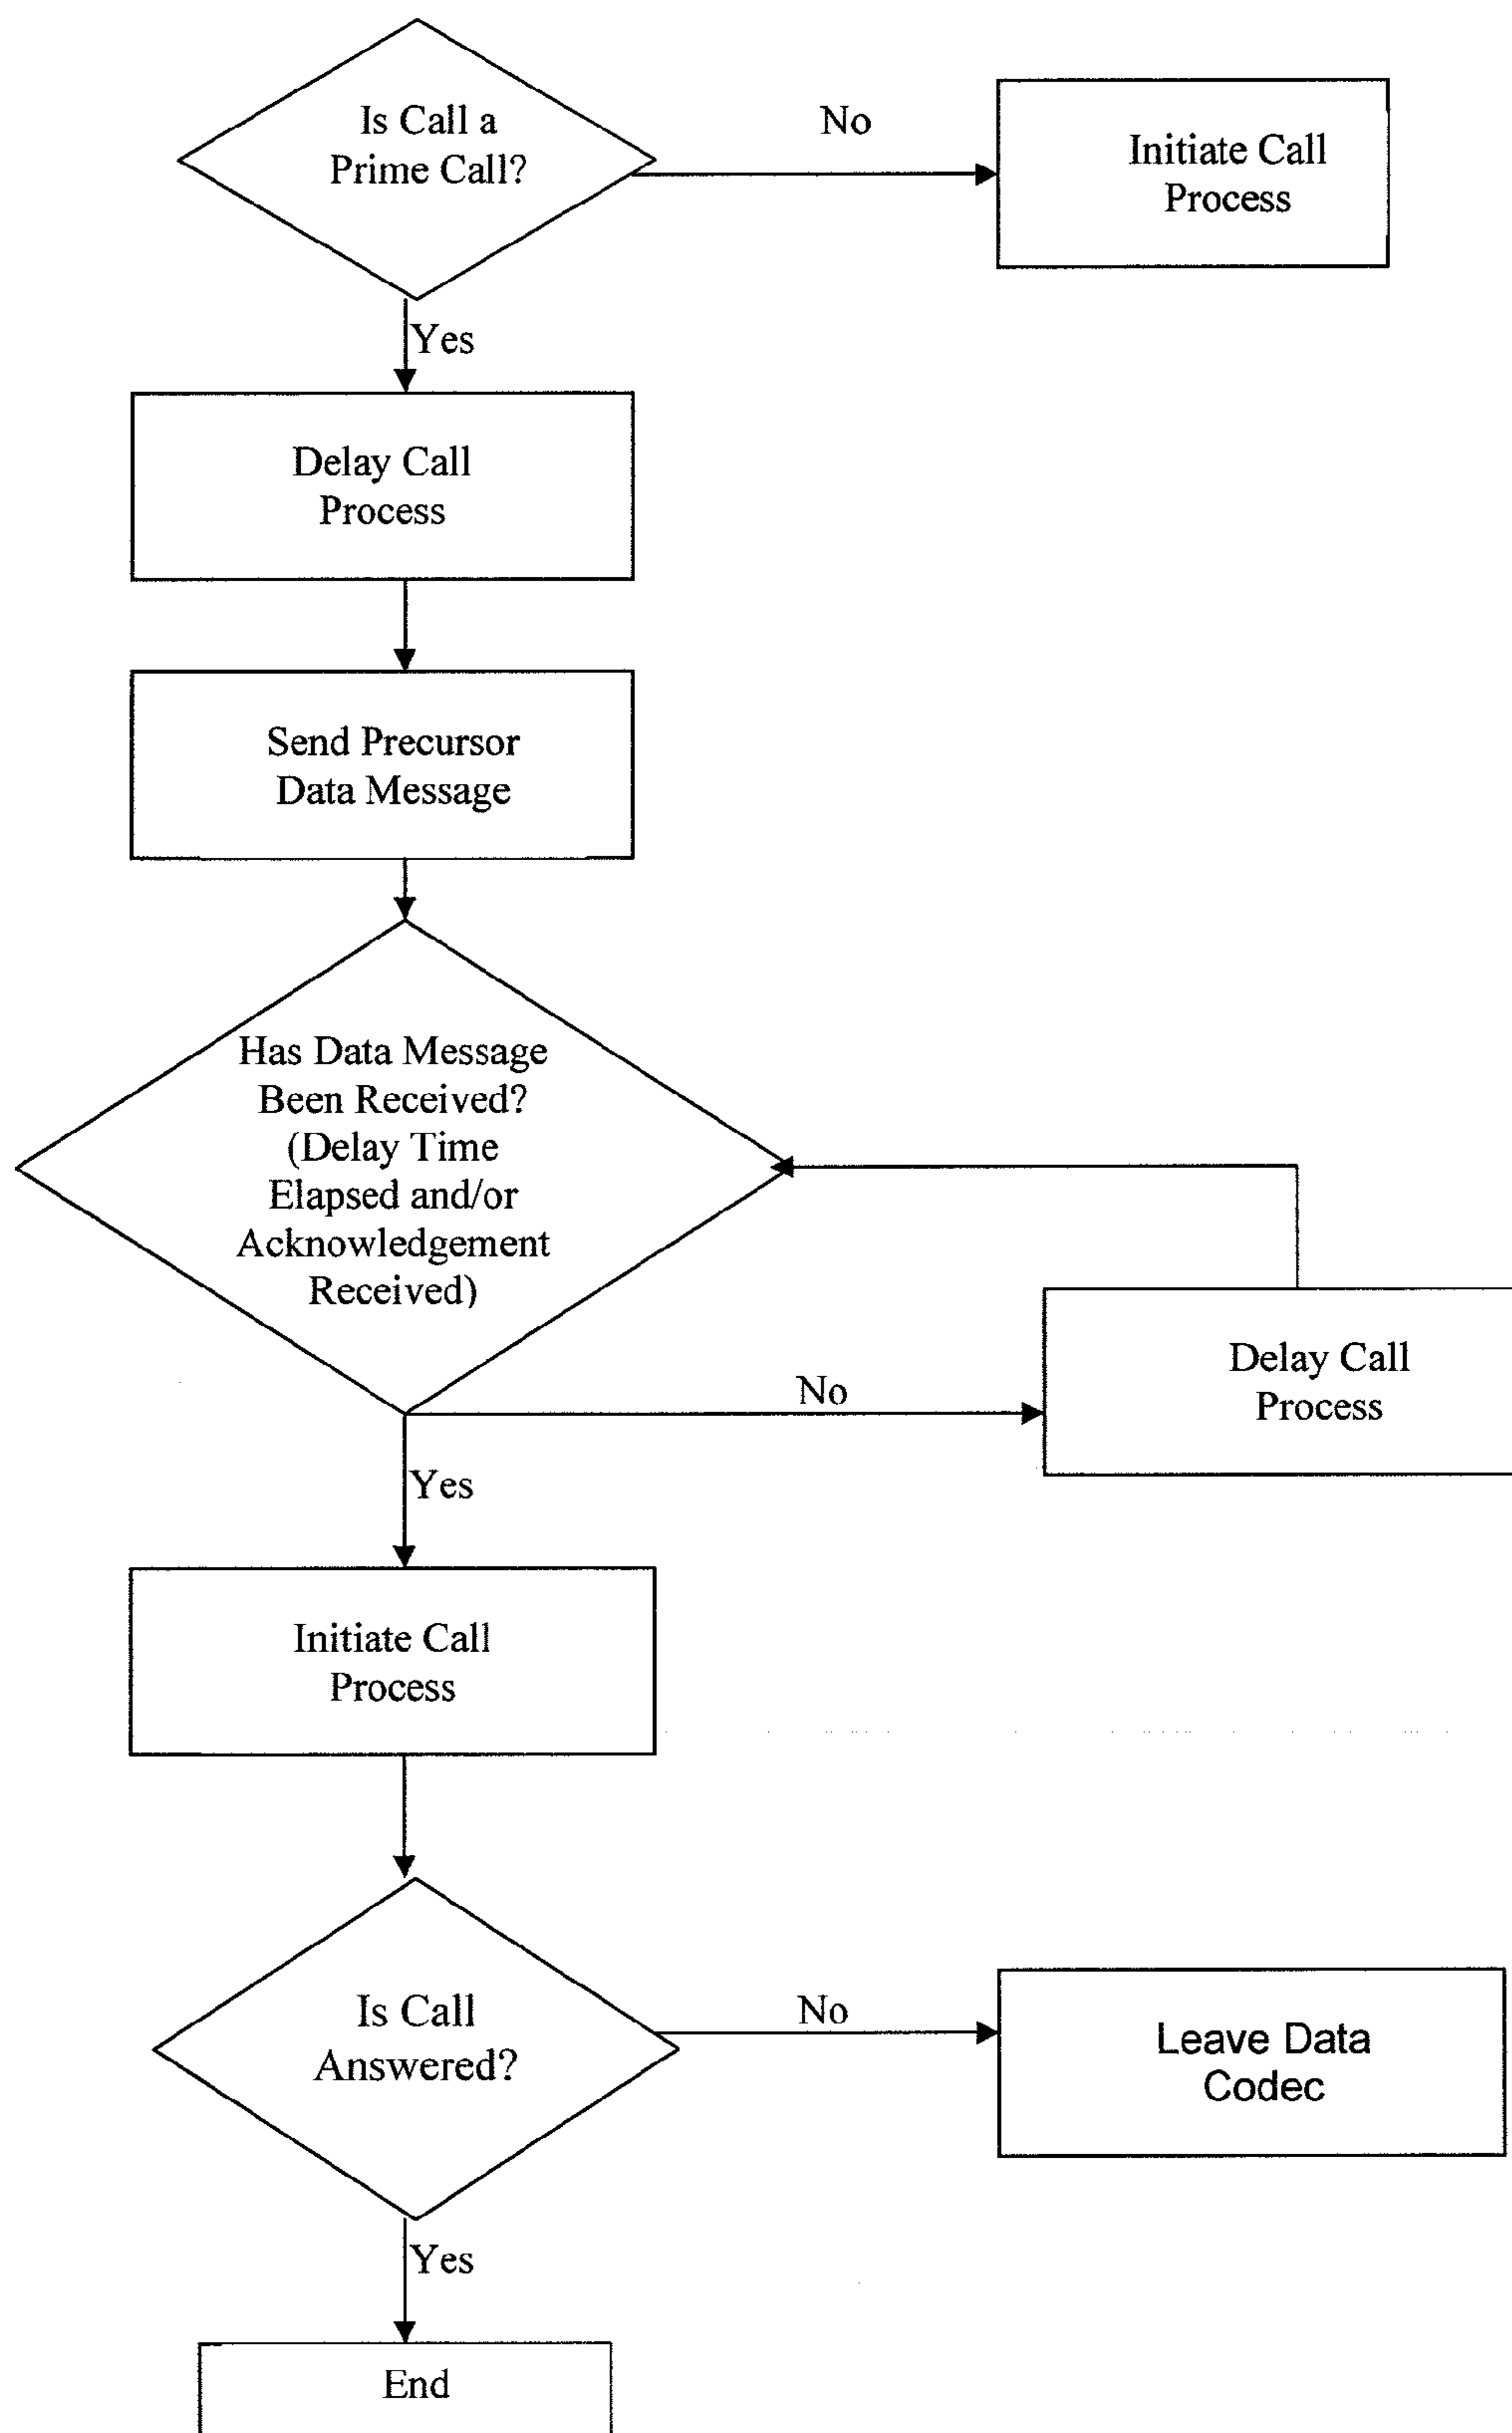 Is Call a
Prime Call?
No
Initiate Call
Process
Yes
Delay Call
Process
Send Precursor
Data Message
Has Data Message
Been Received?
(Delay Time
Elapsed and/or
Acknowledgement
Received)
No
Delay Call
Process
Yes
Initiate Call
Process
Is Call
Answered?
No
Leave Data
Codec
Yes
End